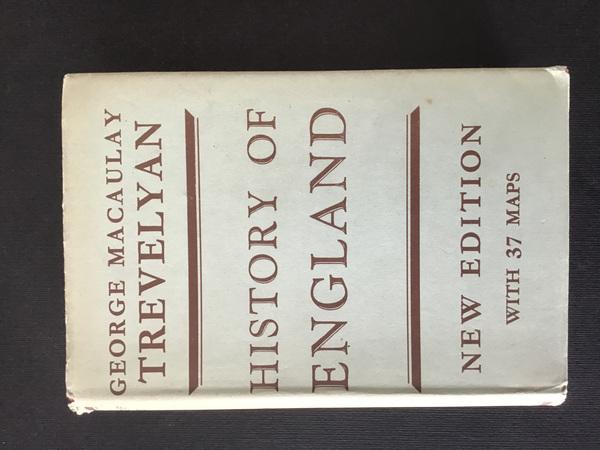 GEORGE MACAULAY
TREVELYAN
HISTORY OF
ENGLAND
NEW EDITION
WITH 37 MAPS